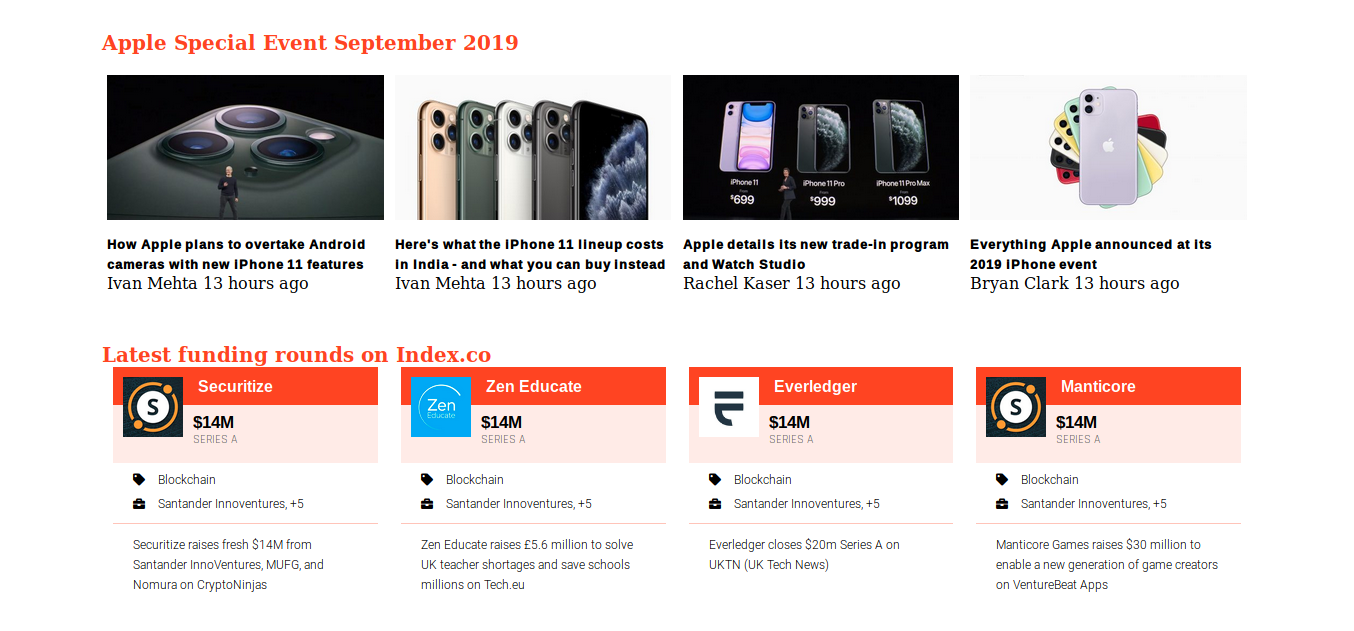 Apple Special Event September 2019
iPhone 11
From
$699
iPhone 11 Pro
From
$999
iPhone 11 Pro Max
From
$1099
How Apple plans to overtake Android
cameras with new iPhone 11 features
Ivan Mehta 13 hours ago
Here's what the iPhone 11 lineup costs
in India - and what you can buy instead
Ivan Mehta 13 hours ago
Apple details its new trade-in program
and Watch Studio
Rachel Kaser 13 hours ago
Everything Apple announced at its
2019 iPhone event
Bryan Clark 13 hours ago
Latest funding rounds on Index.co
S
Securitize
$14M
SERIES A
Blockchain
Santander Innoventures, +5
Securitize raises fresh $14M from
Santander InnoVentures, MUFG, and
Nomura on CryptoNinjas
Zen
Educate
Zen Educate
$14M
SERIES A
Blockchain
Santander Innoventures, +5
Zen Educate raises £5.6 million to solve
UK teacher shortages and save schools
millions on Tech.eu
Everledger
$14M
SERIES A
Blockchain
Santander Innoventures, +5
Everledger closes $20m Series A on
UKTN (UK Tech News)
S
Manticore
$14M
SERIES A
Blockchain
Santander Innoventures, +5
Manticore Games raises $30 million to
enable a new generation of game creators
on VentureBeat Apps